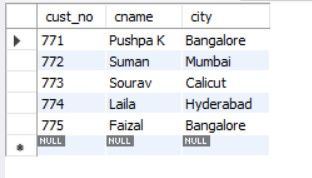 cust_no cname city
771 Pushpa K Bangalore
772 Suman Mumbai
773 Sourav Calicut
774 Laila Hyderabad
775 Faizal Bangalore
NULL NULL NULL